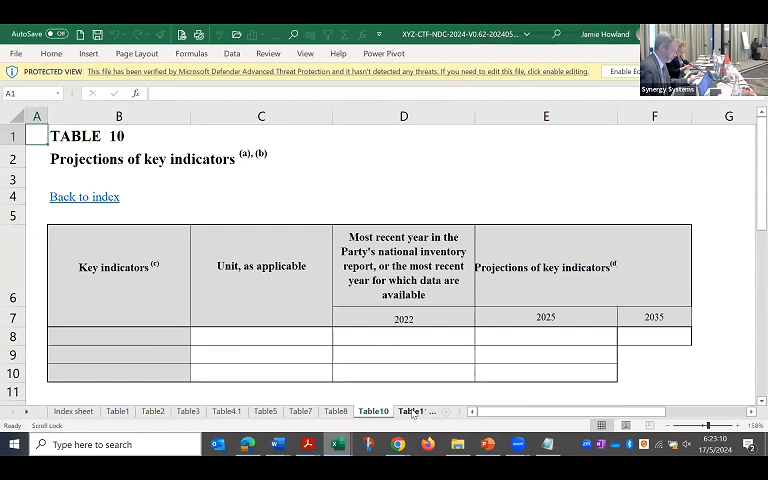 AutoSave Off
XYZ-CTF-NDC-2024-V0.62-202405...
Jamie Howland
File Home Insert Page Layout Formulas Data Review View Help Power Pivot
PROTECTED VIEW This file has been verified by Microsoft Defender Advanced Threat Protection and it hasn't detected any threats. If you need to edit this file, click enable editing. Enable Ed
Synergy Systems
A1 fx
A B C D E F G
1 TABLE 10
2 Projections of key indicators (a), (b)
3
4 Back to index
5
Most recent year in the
Party's national inventory
Key indicators (c) Unit, as applicable report, or the most recent Projections of key indicators(d
year for which data are
6 available
7 2022 2025 2035
8
9
10
11
Index sheet Table1 Table2 Table3 Table4.1 Table5 Table7 Table8 Table10 Table1 ...
Ready Scroll Lock 158%
Type here to search
6:23:10
17/5/2024